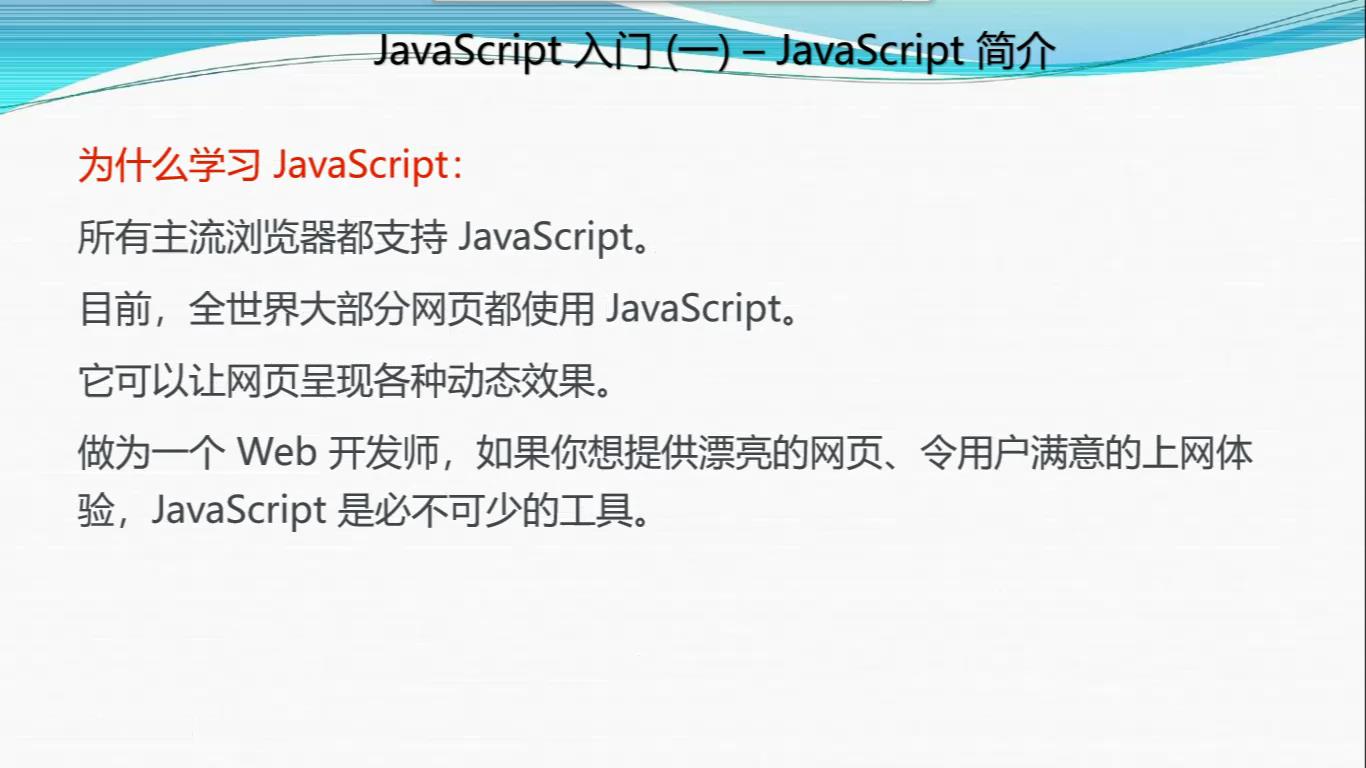 JavaScript 入门 (一) – JavaScript 简介
为什么学习 JavaScript：
所有主流浏览器都支持 JavaScript。
目前，全世界大部分网页都使用 JavaScript。
它可以让网页呈现各种动态效果。
做为一个 Web 开发师，如果你想提供漂亮的网页、令用户满意的上网体
验，JavaScript 是必不可少的工具。